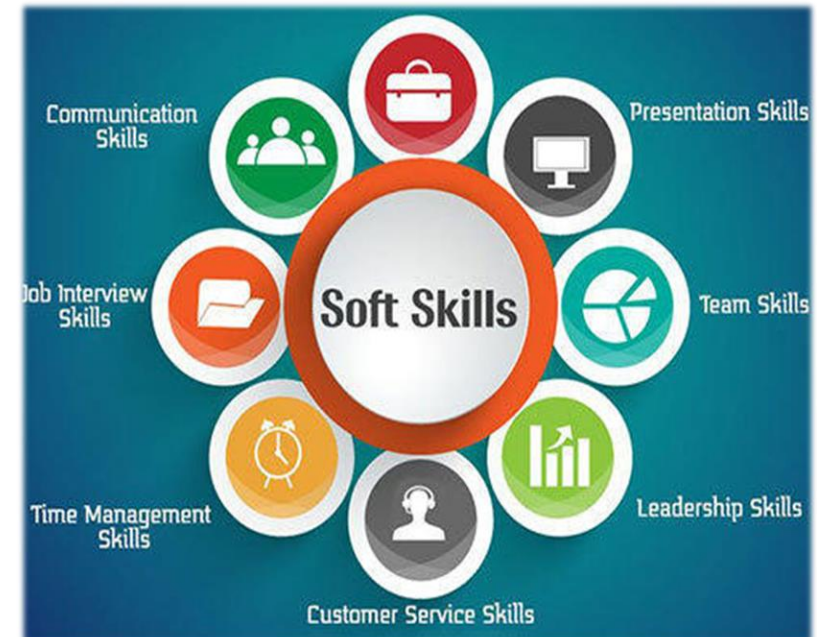 Communication
Skills
Presentation Skills
Job Interview
Skills
Soft Skills
Team Skills
Time Management
Skills
Leadership Skills
Customer Service Skills